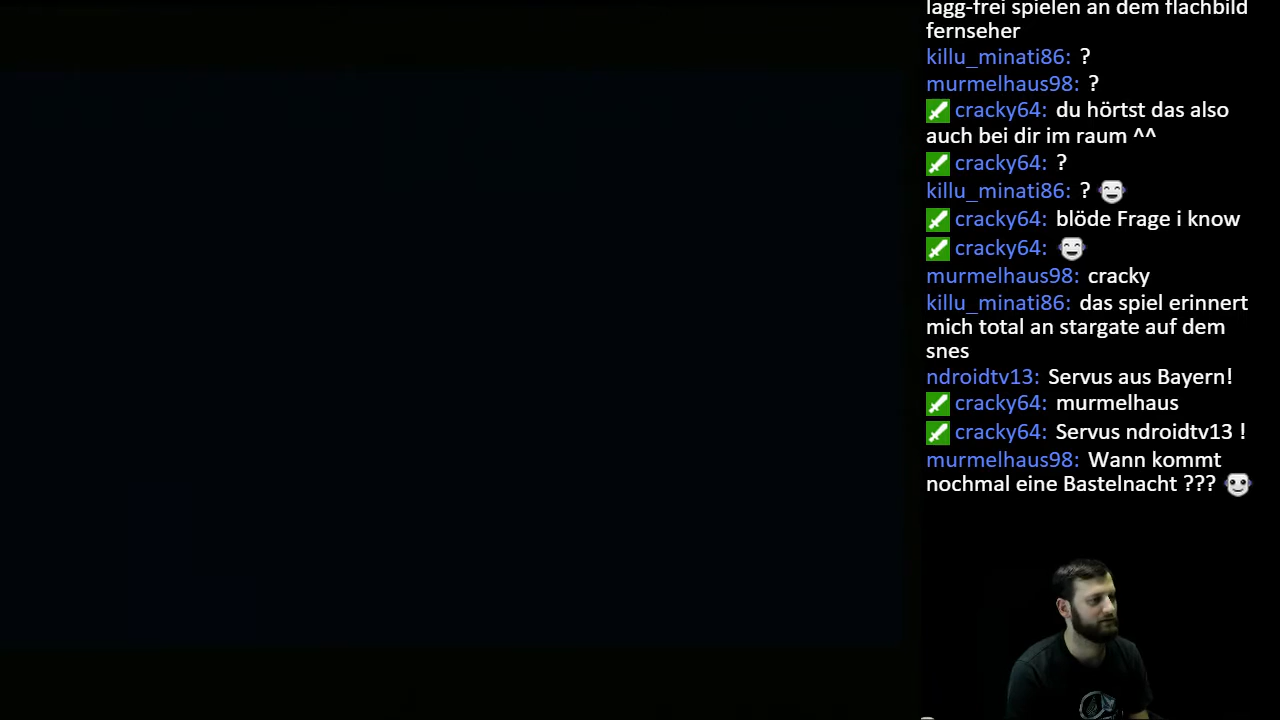 lagg-frei spielen an dem flachbild
fernseher
killu_minati86: ?
murmelhaus98: ?
cracky64: du hörtst das also
auch bei dir im raum ^^
cracky64: ?
killu_minati86: ?
cracky64: blöde Frage i know
cracky64:
murmelhaus98: cracky
killu_minati86: das spiel erinnert
mich total an stargate auf dem
snes
ndroidtv13: Servus aus Bayern!
cracky64: murmelhaus
cracky64: Servus ndroidtv13 !
murmelhaus98: Wann kommt
nochmal eine Bastelnacht ???